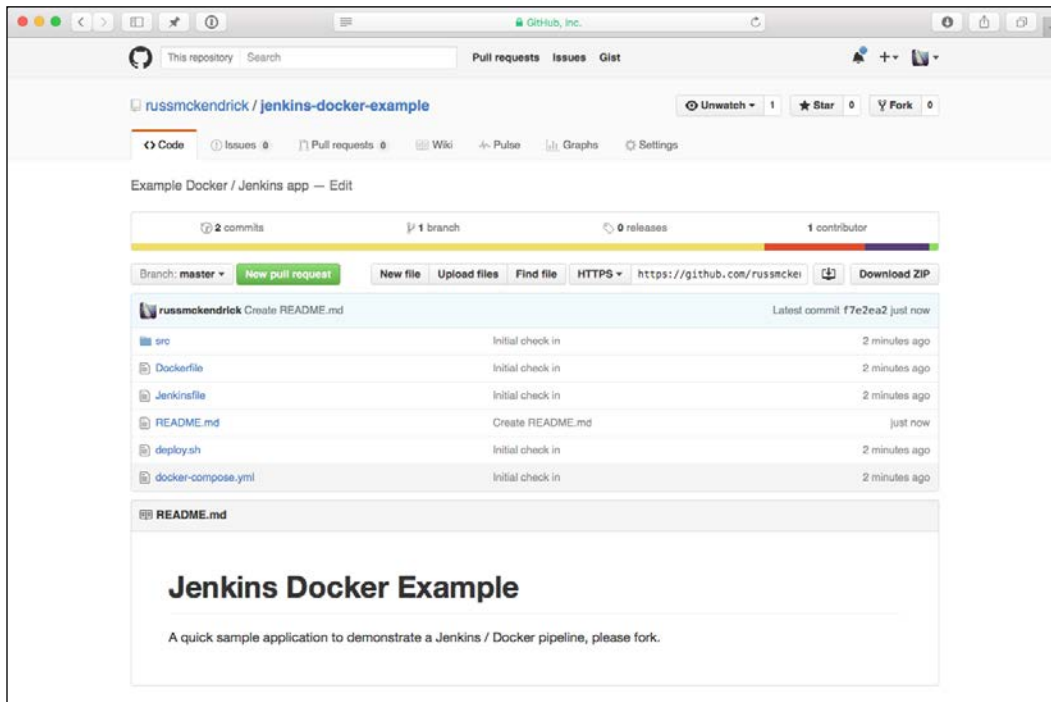 GitHub, Inc.
This repository Search Pull requests Issues Gist
russmckendrick / jenkins-docker-example Unwatch 1 Star 0 Fork 0
Code Issues 0 Pull requests 0 Wiki Pulse Graphs Settings
Example Docker / Jenkins app — Edit
2 commits 1 branch 0 releases 1 contributor
Branch: master New pull request New file Upload files Find file HTTPS https://github.com/russmcke Download ZIP
russmckendrick Create README.md Latest commit f7e2ea2 just now
src Initial check in 2 minutes ago
Dockerfile Initial check in 2 minutes ago
Jenkinsfile Initial check in 2 minutes ago
README.md Create README.md just now
deploy.sh Initial check in 2 minutes ago
docker-compose.yml Initial check in 2 minutes ago
README.md
Jenkins Docker Example
A quick sample application to demonstrate a Jenkins / Docker pipeline, please fork.